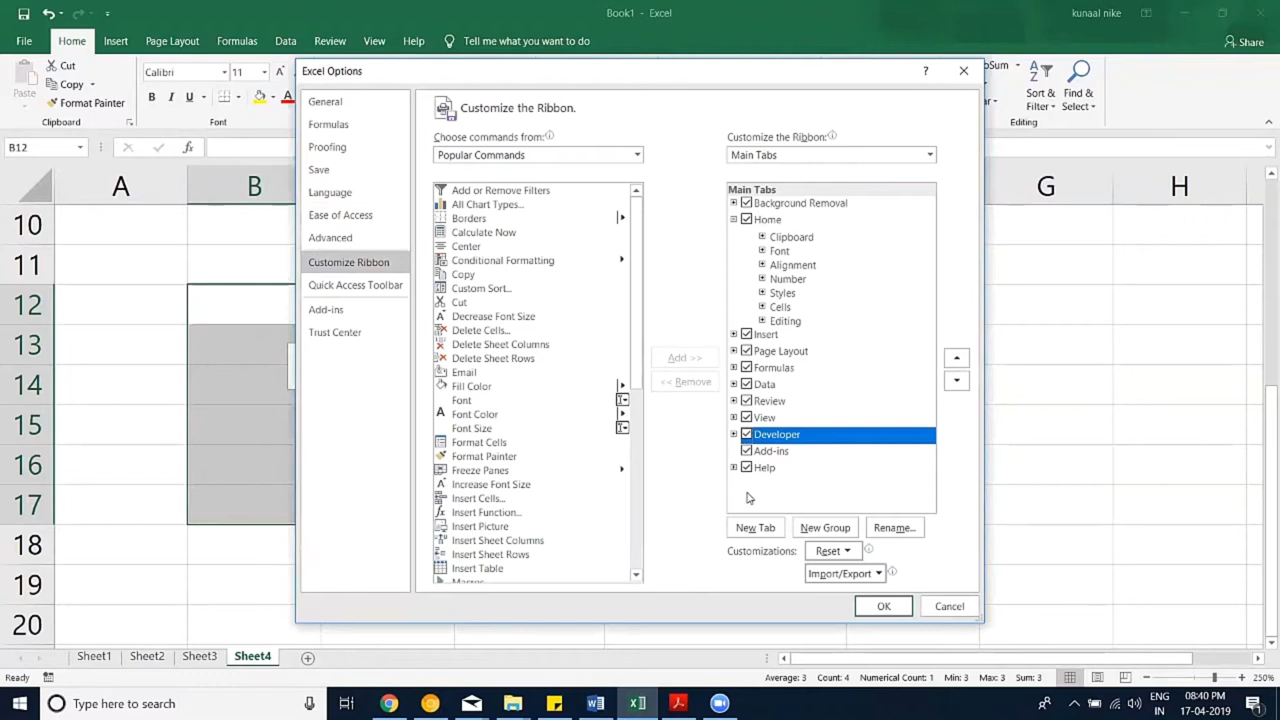 Book1 - Excel
kunaal nike
File Home Insert Page Layout Formulas Data Review View Help Tell me what you want to do Share
Cut
Copy
Format Painter
Paste
Clipboard
Calibri 11
B I U
Font
Sum
Sort & Filter
Find & Select
Editing
B12
Excel Options
General
Formulas
Proofing
Save
Language
Ease of Access
Advanced
Customize Ribbon
Quick Access Toolbar
Add-ins
Trust Center
Customize the Ribbon.
Choose commands from:
Popular Commands
Add or Remove Filters
All Chart Types...
Borders
Calculate Now
Center
Conditional Formatting
Copy
Custom Sort...
Cut
Decrease Font Size
Delete Cells...
Delete Sheet Columns
Delete Sheet Rows
Email
Fill Color
Font
Font Color
Font Size
Format Cells
Format Painter
Freeze Panes
Increase Font Size
Insert Cells...
Insert Function...
Insert Picture
Insert Sheet Columns
Insert Sheet Rows
Insert Table
Macros
Add >>
<< Remove
Customize the Ribbon:
Main Tabs
Main Tabs
Background Removal
Home
Clipboard
Font
Alignment
Number
Styles
Cells
Editing
Insert
Page Layout
Formulas
Data
Review
View
Developer
Add-ins
Help
New Tab New Group Rename...
Customizations: Reset
Import/Export
OK Cancel
A B G H
10
11
12
13
14
15
16
17
18
19
20
Sheet1 Sheet2 Sheet3 Sheet4
Ready Average: 3 Count: 4 Numerical Count: 1 Min: 3 Max: 3 Sum: 3 250%
Type here to search
ENG
IN
08:40 PM
17-04-2019